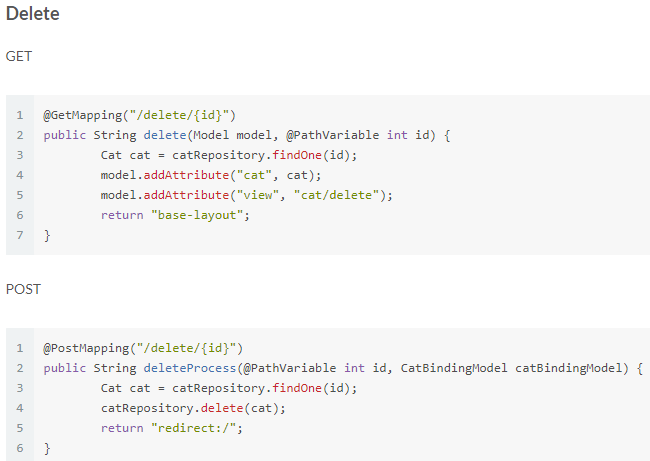 Delete
GET
1 @GetMapping("/delete/{id}")
2 public String delete(Model model, @PathVariable int id) {
3         Cat cat = catRepository.findOne(id);
4         model.addAttribute("cat", cat);
5         model.addAttribute("view", "cat/delete");
6         return "base-layout";
7 }
POST
1 @PostMapping("/delete/{id}")
2 public String deleteProcess(@PathVariable int id, CatBindingModel catBindingModel) {
3         Cat cat = catRepository.findOne(id);
4         catRepository.delete(cat);
5         return "redirect:/";
6 }